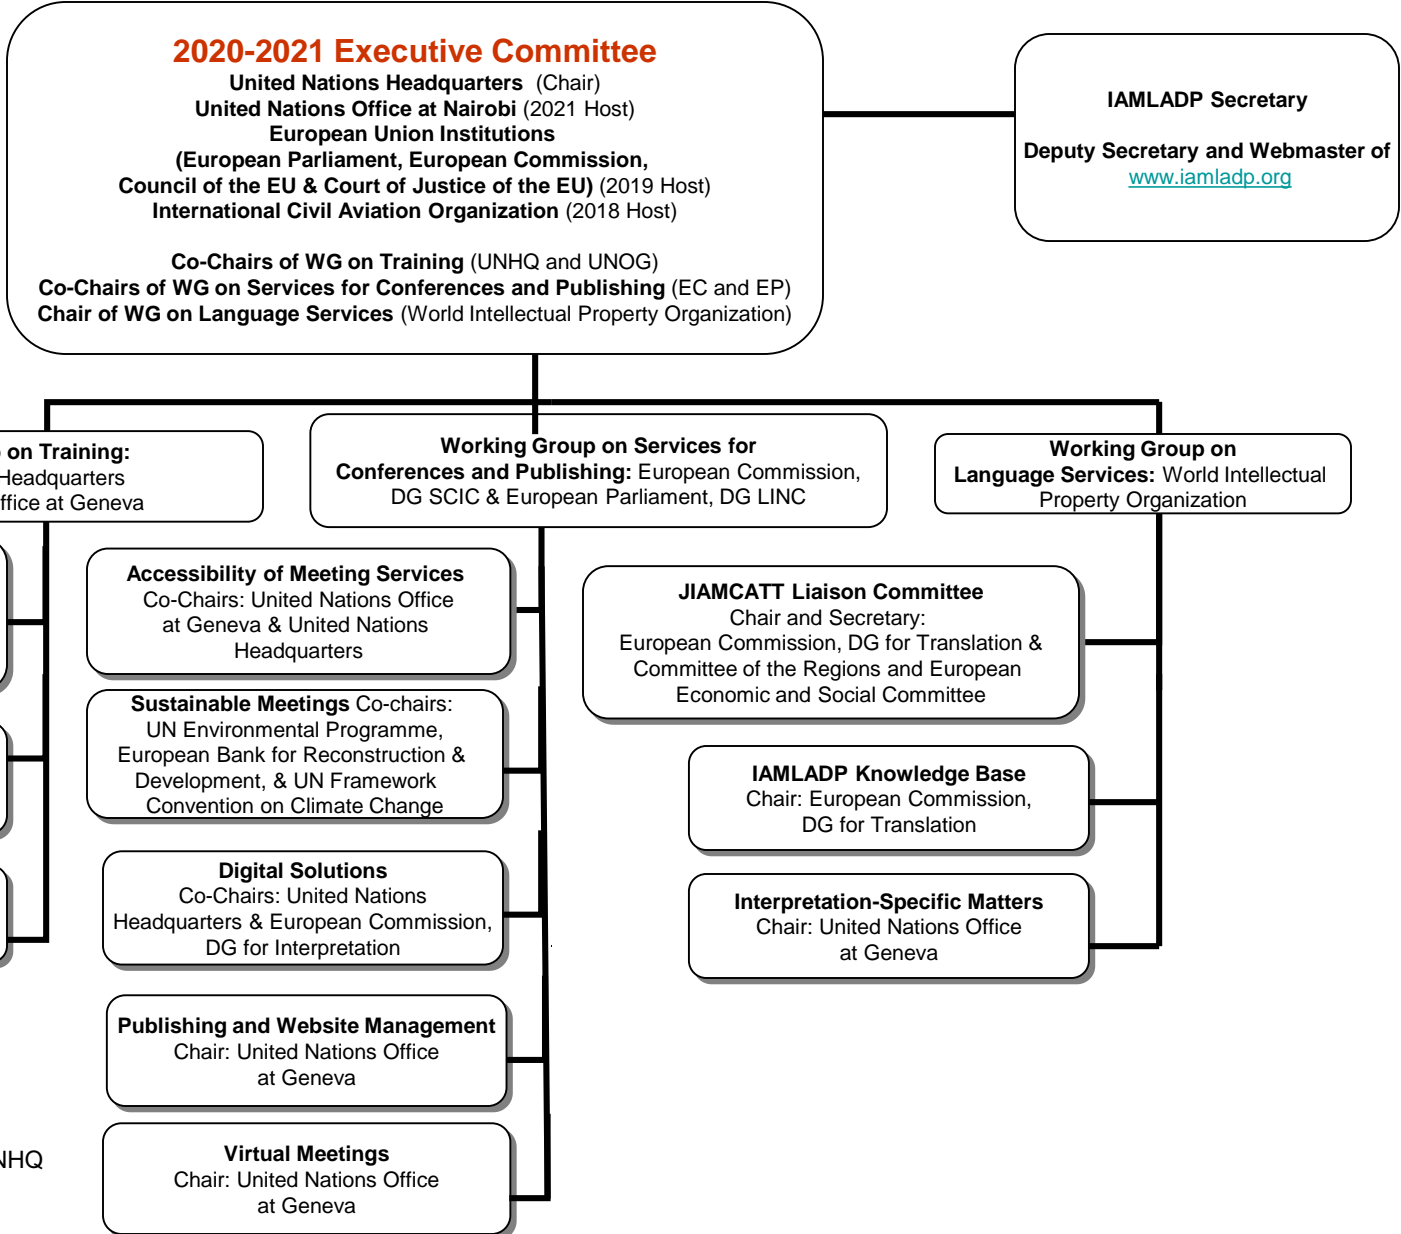 2020-2021 Executive Committee
United Nations Headquarters (Chair)
United Nations Office at Nairobi (2021 Host)
European Union Institutions
(European Parliament, European Commission,
Council of the EU & Court of Justice of the EU) (2019 Host)
International Civil Aviation Organization (2018 Host)
Co-Chairs of WG on Training (UNHQ and UNOG)
Co-Chairs of WG on Services for Conferences and Publishing (EC and EP)
Chair of WG on Language Services (World Intellectual Property Organization)
IAMLADP Secretary
Deputy Secretary and Webmaster of
www.iamladp.org
on Training:
Headquarters
ffice at Geneva
Working Group on Services for
Conferences and Publishing: European Commission,
DG SCIC & European Parliament, DG LINC
Working Group on
Language Services: World Intellectual
Property Organization
Accessibility of Meeting Services
Co-Chairs: United Nations Office
at Geneva & United Nations
Headquarters
Sustainable Meetings Co-chairs:
UN Environmental Programme,
European Bank for Reconstruction &
Development, & UN Framework
Convention on Climate Change
Digital Solutions
Co-Chairs: United Nations
Headquarters & European Commission,
DG for Interpretation
Publishing and Website Management
Chair: United Nations Office
at Geneva
Virtual Meetings
Chair: United Nations Office
at Geneva
JIAMCATT Liaison Committee
Chair and Secretary:
European Commission, DG for Translation &
Committee of the Regions and European
Economic and Social Committee
IAMLADP Knowledge Base
Chair: European Commission,
DG for Translation
Interpretation-Specific Matters
Chair: United Nations Office
at Geneva
NHQ